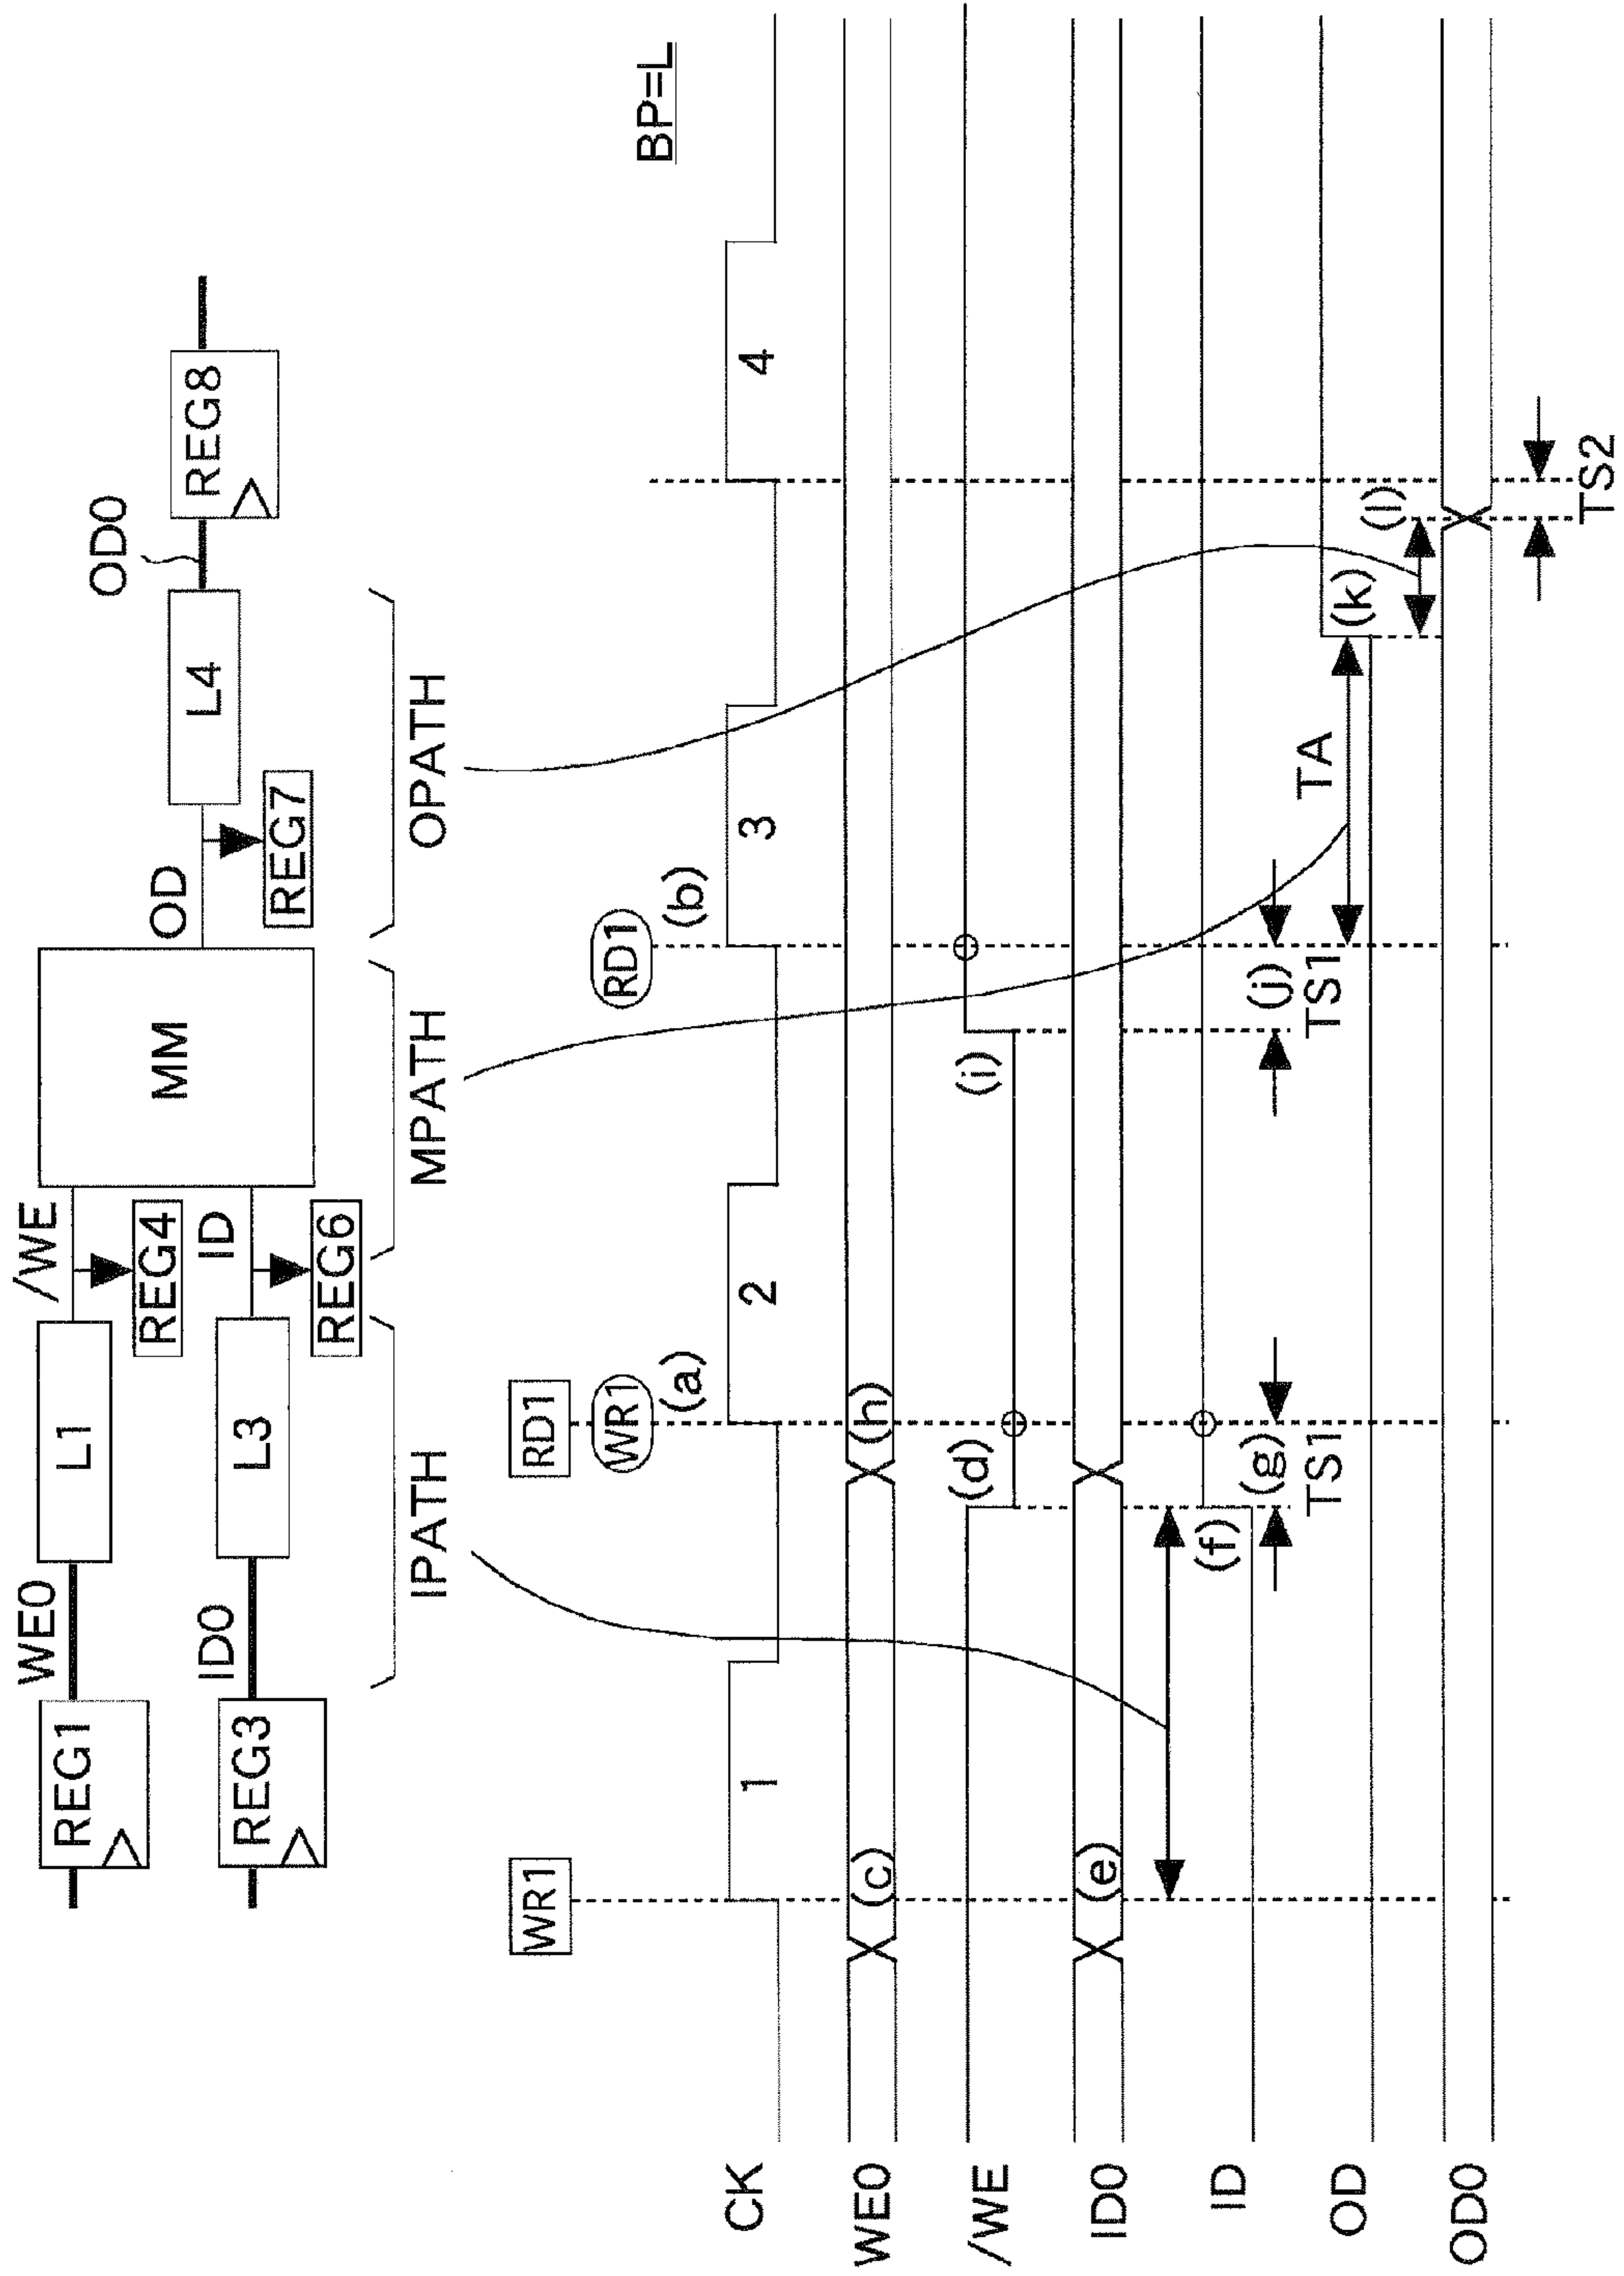 /WE
OD0
REG1
WE0
L1
REG4
MM
OD
L4
REG8
REG3
ID0
L3
ID
REG6
REG7
IPATH
MPATH
OPATH
WR1
RD1
WR1
RD1
BP=L
(a)
(b)
CK
1
2
3
4
WE0
(c)
(h)
/WE
(d)
(i)
ID0
(e)
ID
(f)
(g)
TS1
(j)
TS1
OD
TA
(k)
(l)
OD0
TS2